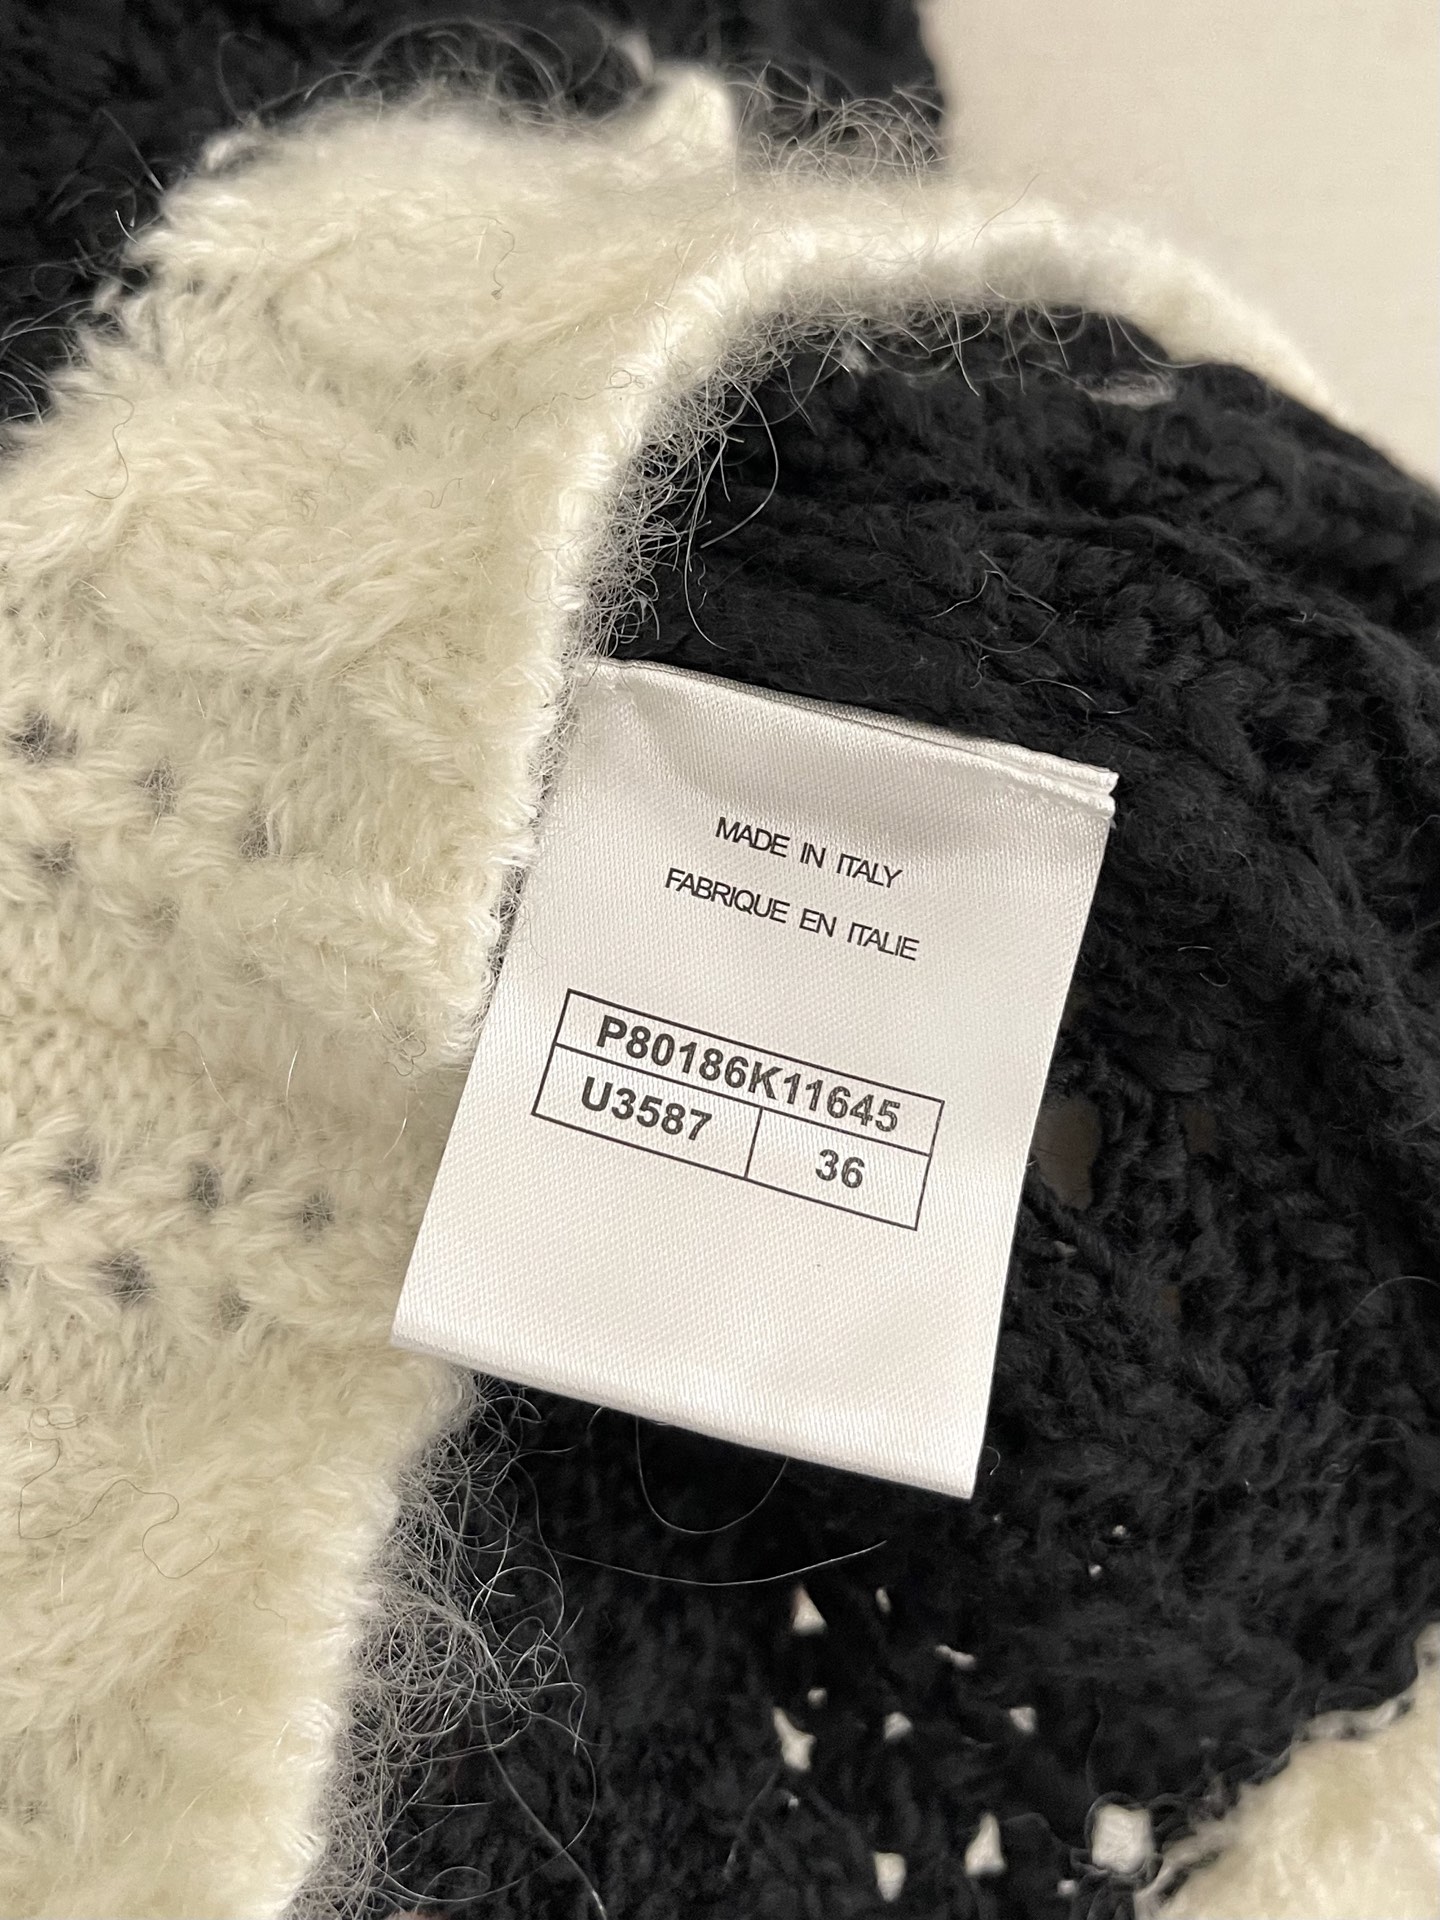 MADE IN ITALY
FABRIQUE EN ITALIE
P80186K11645
U3587 36